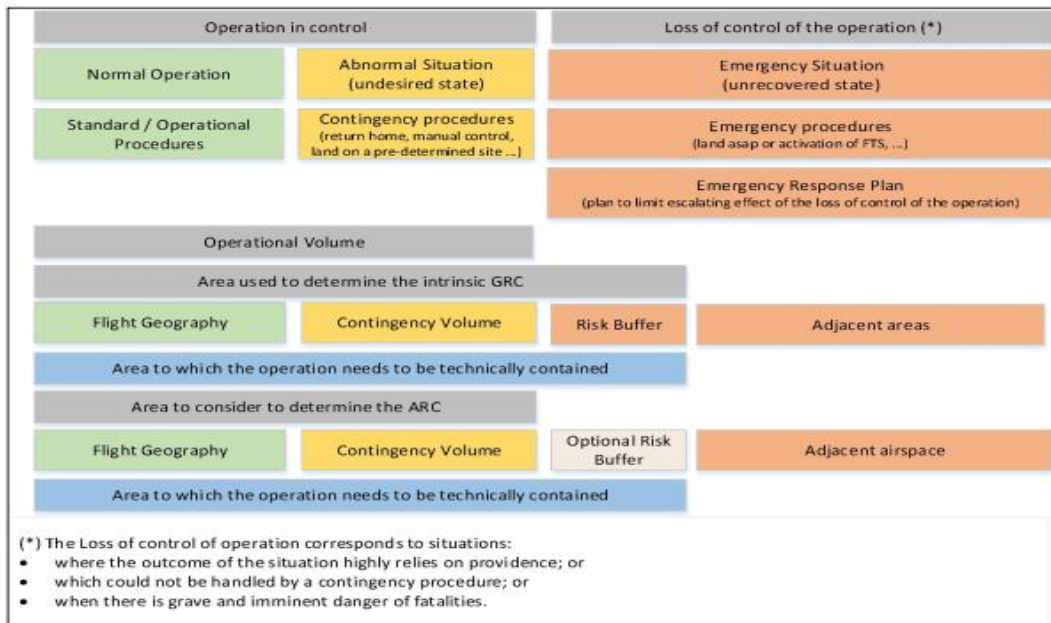 Operation in control
Loss of control of the operation (*)
Normal Operation
Abnormal Situation
(undesired state)
Emergency Situation
(unrecovered state)
Standard / Operational
Procedures
Contingency procedures
(return home, manual control,
land on a pre-determined site ...)
Emergency procedures
(land asap or activation of FTS, ...)
Emergency Response Plan
(plan to limit escalating effect of the loss of control of the operation)
Operational Volume
Area used to determine the intrinsic GRC
Flight Geography
Contingency Volume
Risk Buffer
Adjacent areas
Area to which the operation needs to be technically contained
Area to consider to determine the ARC
Flight Geography
Contingency Volume
Optional Risk
Buffer
Adjacent airspace
Area to which the operation needs to be technically contained
(*) The Loss of control of operation corresponds to situations:
• where the outcome of the situation highly relies on providence; or
• which could not be handled by a contingency procedure; or
• when there is grave and imminent danger of fatalities.